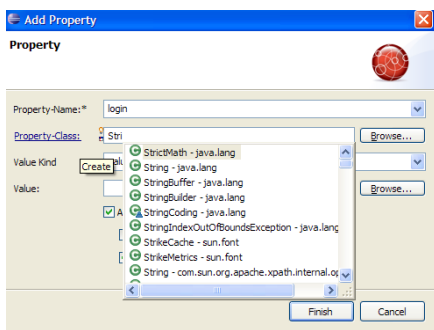 Add Property
Property
Property-Name:* login
Property-Class: Stri Browse...
StrictMath - java.lang
Value Kind
Create
String - java.lang
StringBuffer - java.lang
Value: Browse...
StringBuilder - java.lang
A StringCoding - java.lang
StringIndexOutOfBoundsException - java.lang
StrikeCache - sun.font
StrikeMetrics - sun.font
String - com.sun.org.apache.xpath.internal.op
Finish Cancel